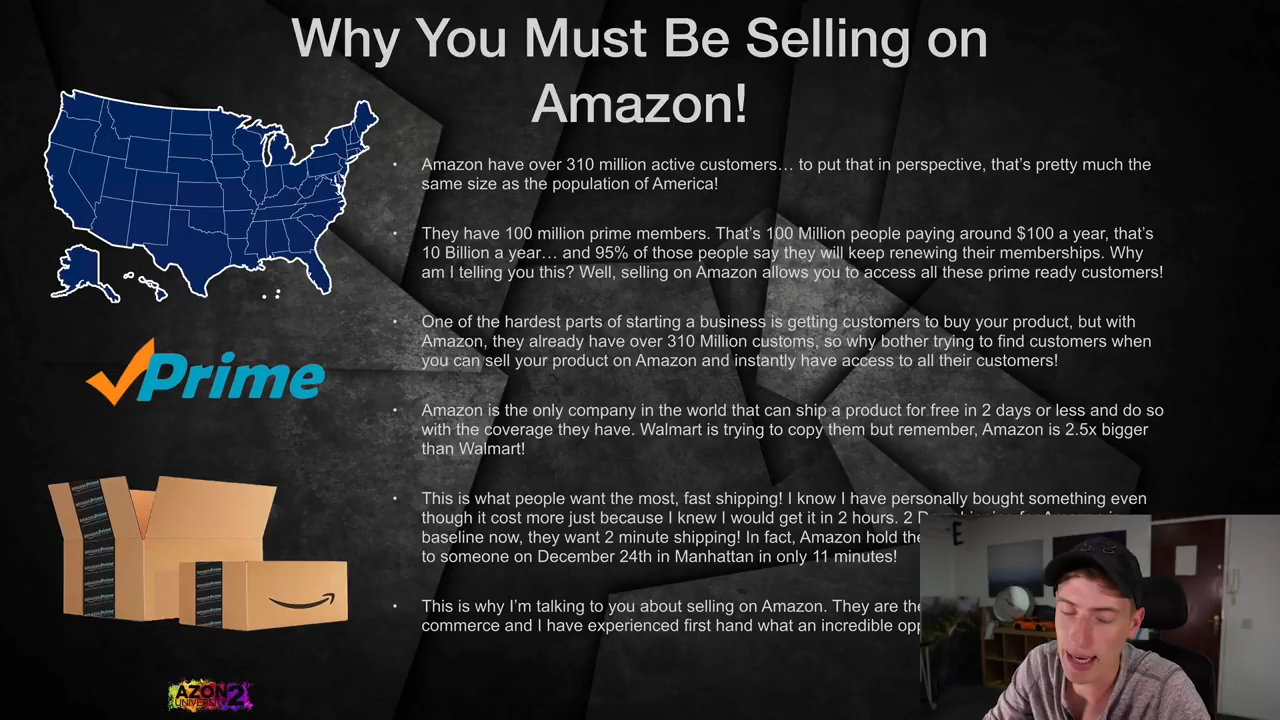 Why You Must Be Selling on
Amazon!
• Amazon have over 310 million active customers… to put that in perspective, that's pretty much the
same size as the population of America!
• They have 100 million prime members. That's 100 Million people paying around $100 a year, that's
10 Billion a year… and 95% of those people say they will keep renewing their memberships. Why
am I telling you this? Well, selling on Amazon allows you to access all these prime ready customers!
• One of the hardest parts of starting a business is getting customers to buy your product, but with
Amazon, they already have over 310 Million customs, so why bother trying to find customers when
you can sell your product on Amazon and instantly have access to all their customers!
• Amazon is the only company in the world that can ship a product for free in 2 days or less and do so
with the coverage they have. Walmart is trying to copy them but remember, Amazon is 2.5x bigger
than Walmart!
• This is what people want the most, fast shipping! I know I have personally bought something even
though it cost more just because I knew I would get it in 2 hours. 2
baseline now, they want 2 minute shipping! In fact, Amazon hold the
to someone on December 24th in Manhattan in only 11 minutes!
• This is why I'm talking to you about selling on Amazon. They are the
commerce and I have experienced first hand what an incredible
Prime
AZON
UNIVERSITY
2
E